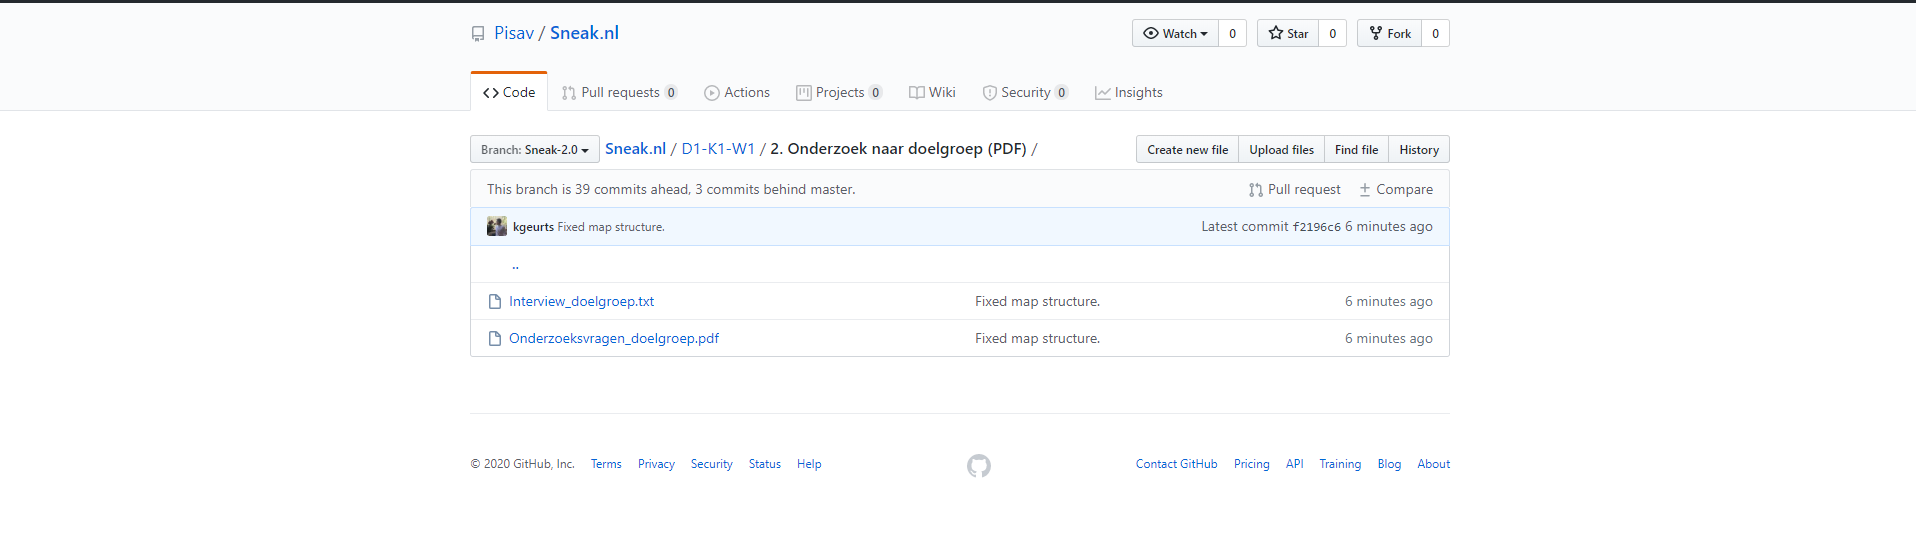 Pisav / Sneak.nl
Watch 0 Star 0 Fork 0
Code Pull requests 0 Actions Projects 0 Wiki Security 0 Insights
Branch: Sneak-2.0 Sneak.nl / D1-K1-W1 / 2. Onderzoek naar doelgroep (PDF) / Create new file Upload files Find file History
This branch is 39 commits ahead, 3 commits behind master. Pull request Compare
kgeurts Fixed map structure. Latest commit f2196c6 6 minutes ago
..
Interview_doelgroep.txt Fixed map structure. 6 minutes ago
Onderzoeksvragen_doelgroep.pdf Fixed map structure. 6 minutes ago
© 2020 GitHub, Inc. Terms Privacy Security Status Help Contact GitHub Pricing API Training Blog About